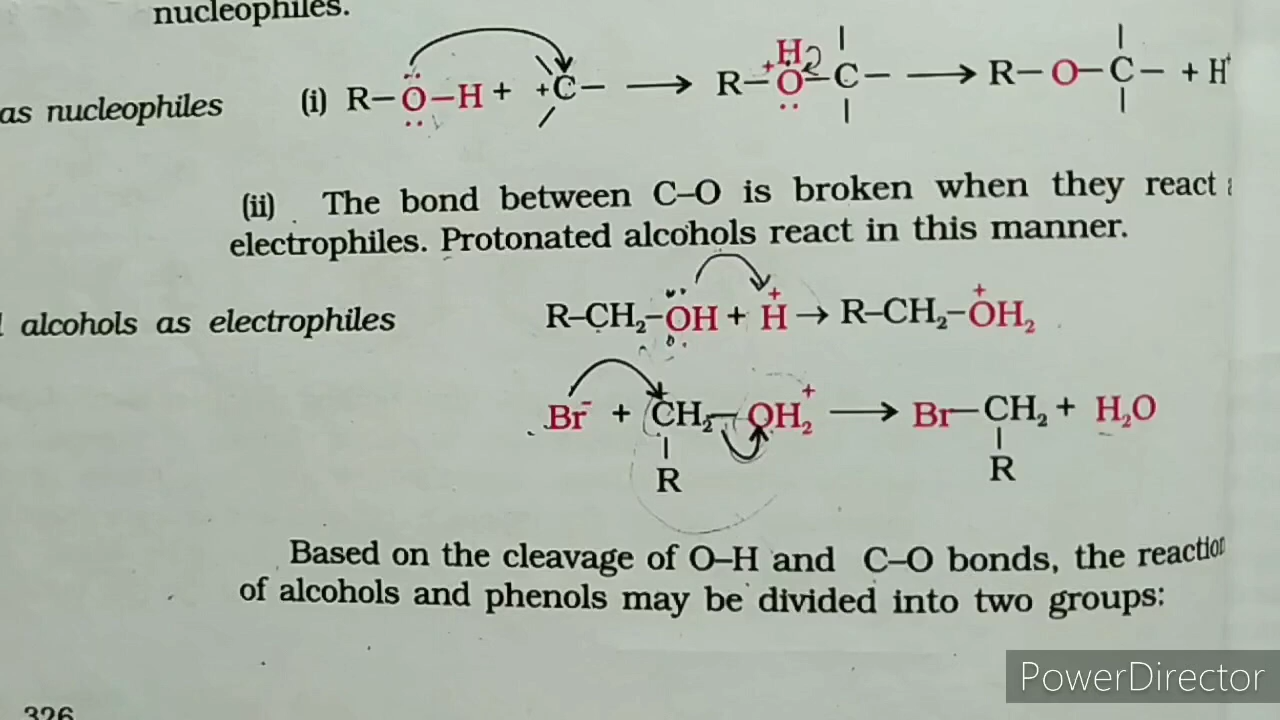 nucleophiles.
as nucleophiles (i) R–O–H + +C– → R–O–C– → R–O–C– + H+
H
+
(ii) The bond between C–O is broken when they react
electrophiles. Protonated alcohols react in this manner.
alcohols as electrophiles R–CH₂–OH + H⁺ → R–CH₂–O⁺H₂
Br⁻ + CH₂–OH₂⁺ → Br–CH₂ + H₂O
R R
Based on the cleavage of O–H and C–O bonds, the reaction
of alcohols and phenols may be divided into two groups:
326
PowerDirector